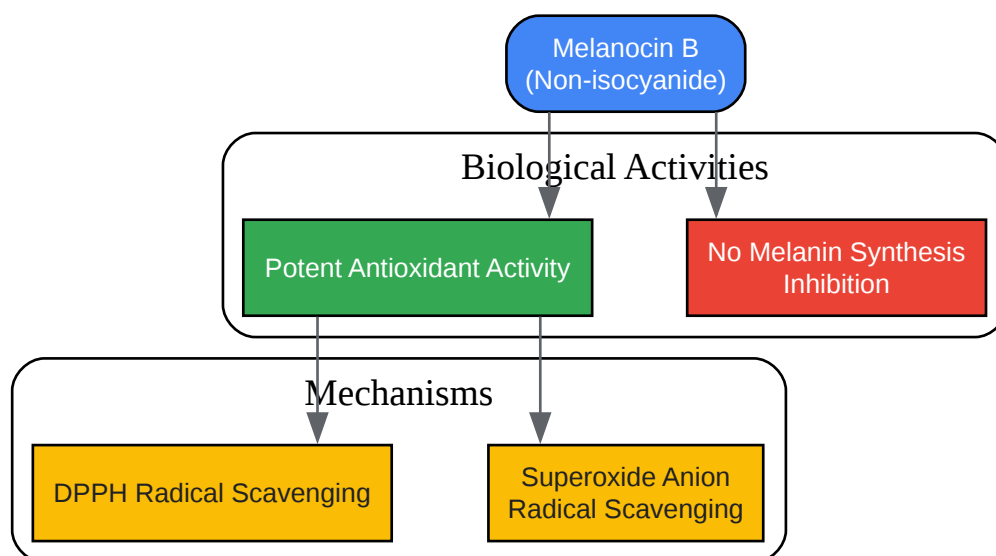 Melanocin B
(Non-isocyanide)
Biological Activities
Potent Antioxidant Activity
No Melanin Synthesis
Inhibition
Mechanisms
DPPH Radical Scavenging
Superoxide Anion
Radical Scavenging